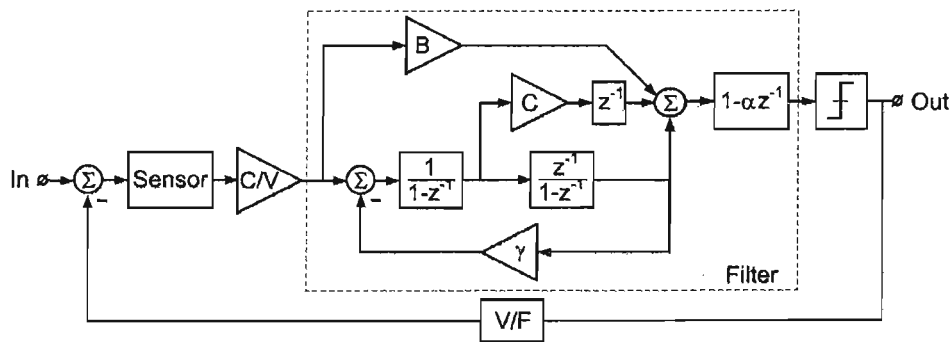 B
C
z⁻¹
Σ
1-αz⁻¹
Out
In
Σ
-
Sensor
C/V
Σ
-
1
1-z⁻¹
z⁻¹
1-z⁻¹
γ
Filter
V/F